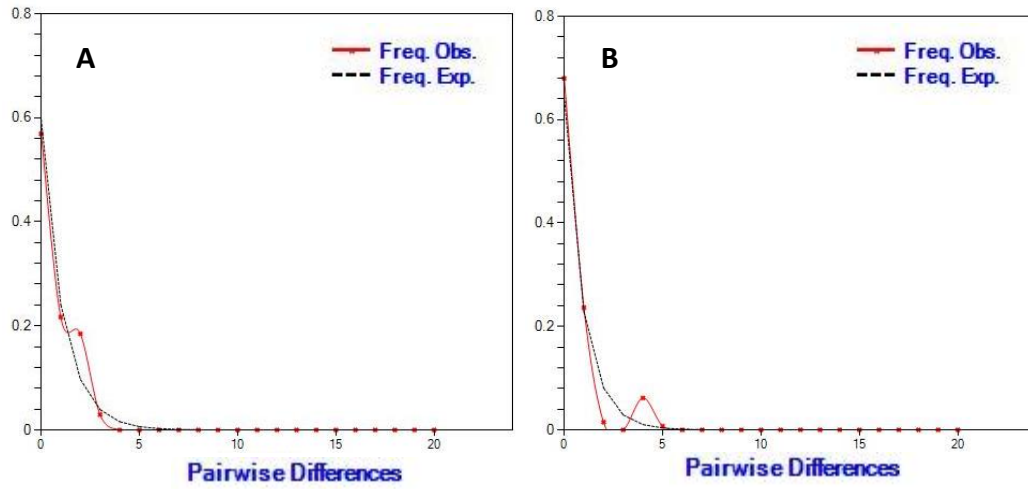 A
Freq. Obs.
Freq. Exp.
0.8
0.6
0.4
0.2
0
0 5 10 15 20
Pairwise Differences
B
Freq. Obs.
Freq. Exp.
0.8
0.6
0.4
0.2
0
0 5 10 15 20
Pairwise Differences